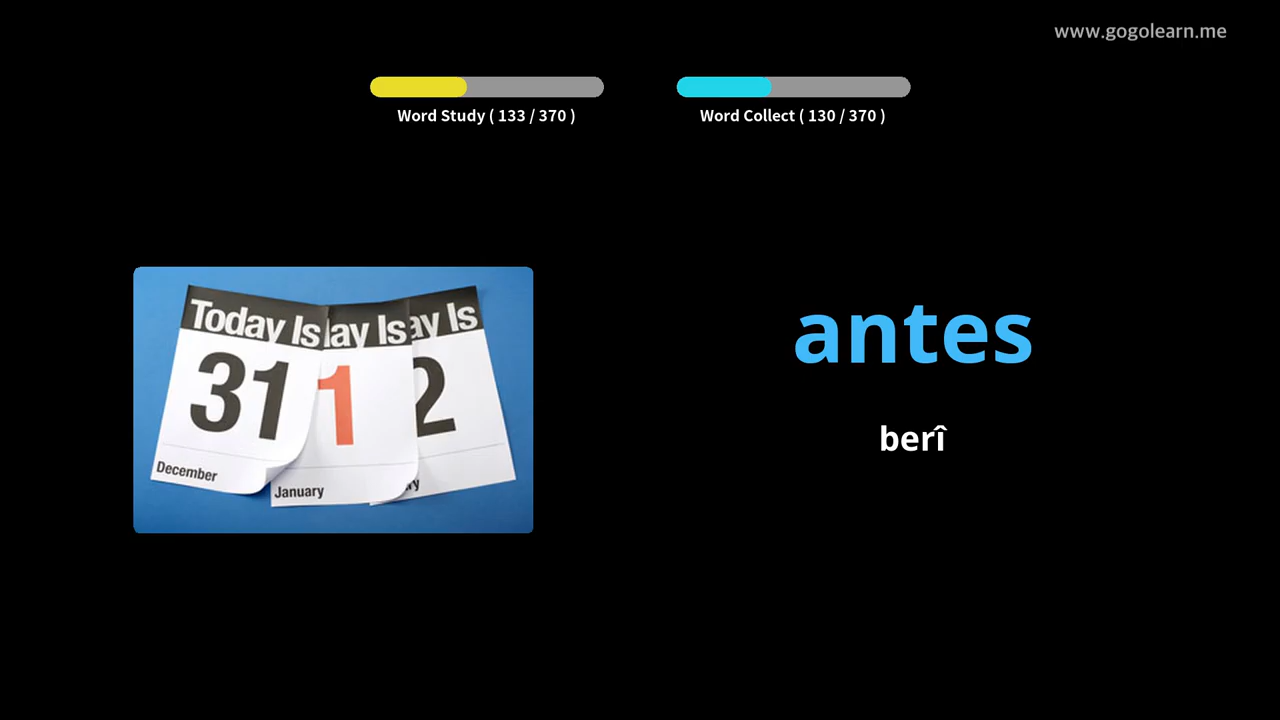 www.gogolearn.me
Word Study ( 133 / 370 )
Word Collect ( 130 / 370 )
Today Is
ay Is
ay Is
31
1
2
December
January
antes
berî